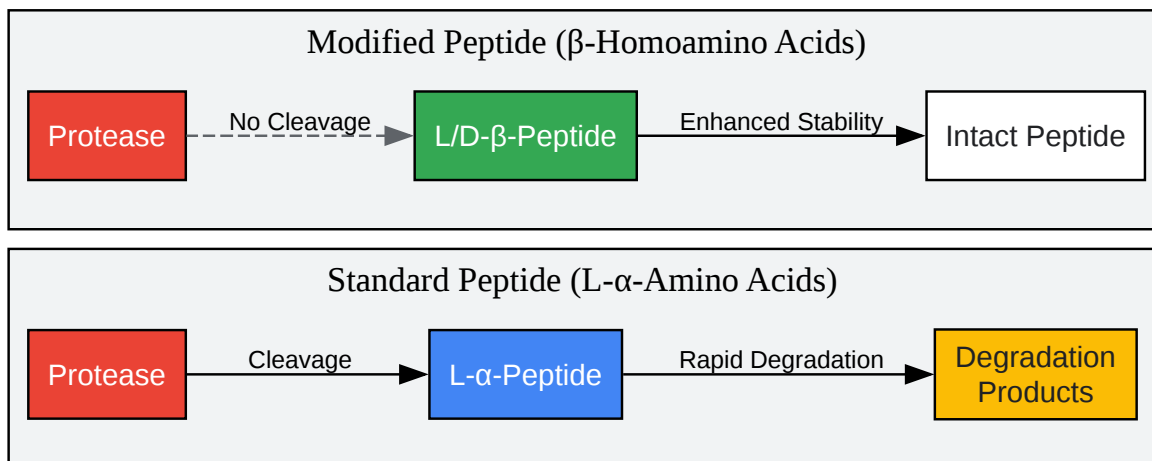 Modified Peptide (β-Homoamino Acids)
Protease
No Cleavage
L/D-β-Peptide
Enhanced Stability
Intact Peptide
Standard Peptide (L-α-Amino Acids)
Protease
Cleavage
L-α-Peptide
Rapid Degradation
Degradation
Products